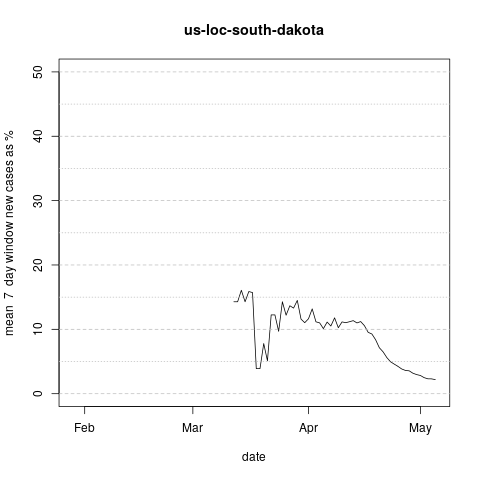 us-loc-south-dakota
mean 7 day window new cases as %
50
40
30
20
10
0
Feb
Mar
Apr
May
date